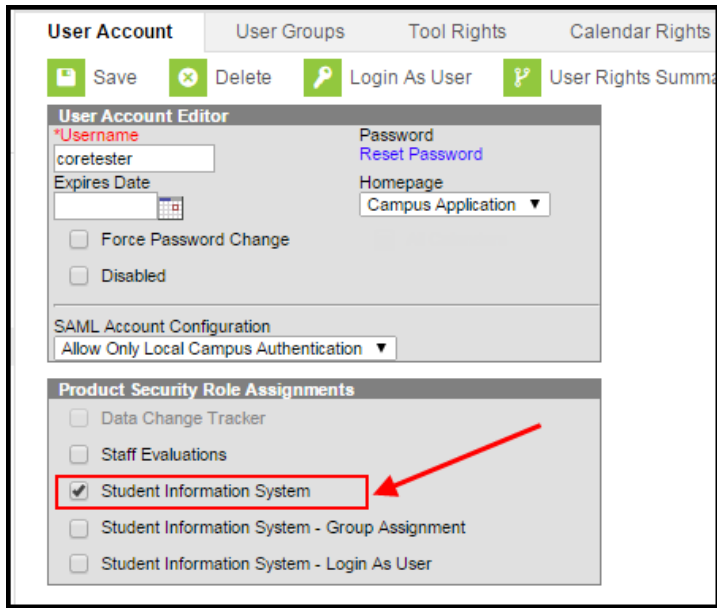 User Account User Groups Tool Rights Calendar Rights
Save Delete Login As User User Rights Summa
User Account Editor
*Username Password
coretester Reset Password
Expires Date Homepage
Campus Application
Force Password Change
Disabled
SAML Account Configuration
Allow Only Local Campus Authentication
Product Security Role Assignments
Data Change Tracker
Staff Evaluations
Student Information System
Student Information System - Group Assignment
Student Information System - Login As User